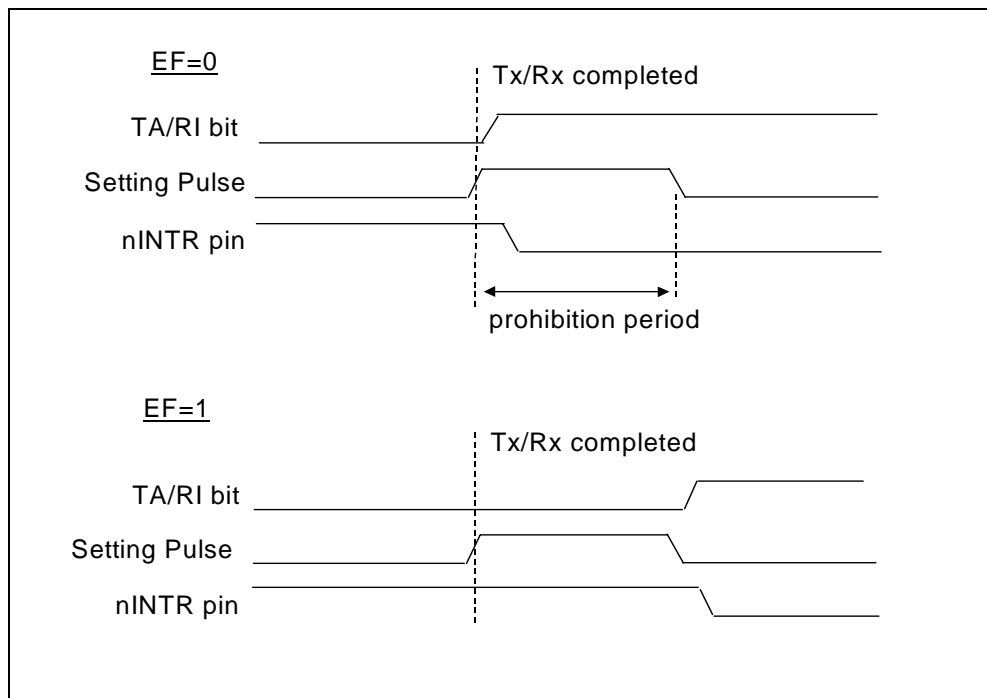 EF=0
Tx/Rx completed
TA/RI bit
Setting Pulse
nINTR pin
prohibition period
EF=1
Tx/Rx completed
TA/RI bit
Setting Pulse
nINTR pin